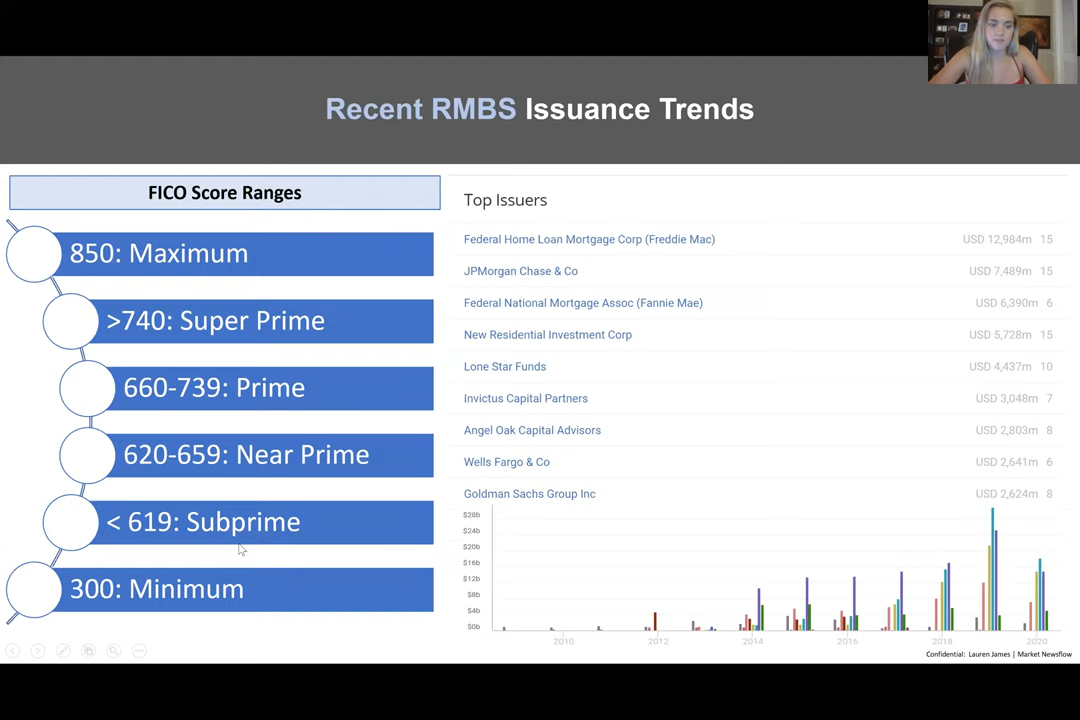 Recent RMBS Issuance Trends
FICO Score Ranges
850: Maximum
>740: Super Prime
660-739: Prime
620-659: Near Prime
< 619: Subprime
300: Minimum
Top Issuers
Federal Home Loan Mortgage Corp (Freddie Mac) USD 12,984m 15
JPMorgan Chase & Co USD 7,489m 15
Federal National Mortgage Assoc (Fannie Mae) USD 6,390m 6
New Residential Investment Corp USD 5,728m 15
Lone Star Funds USD 4,437m 10
Invictus Capital Partners USD 3,048m 7
Angel Oak Capital Advisors USD 2,803m 8
Wells Fargo & Co USD 2,641m 6
Goldman Sachs Group Inc USD 2,624m 8
$28b
$24b
$20b
$16b
$12b
$8b
$4b
$0b
2010 2012 2014 2016 2018 2020
Confidential: Lauren James | Market Newsflow